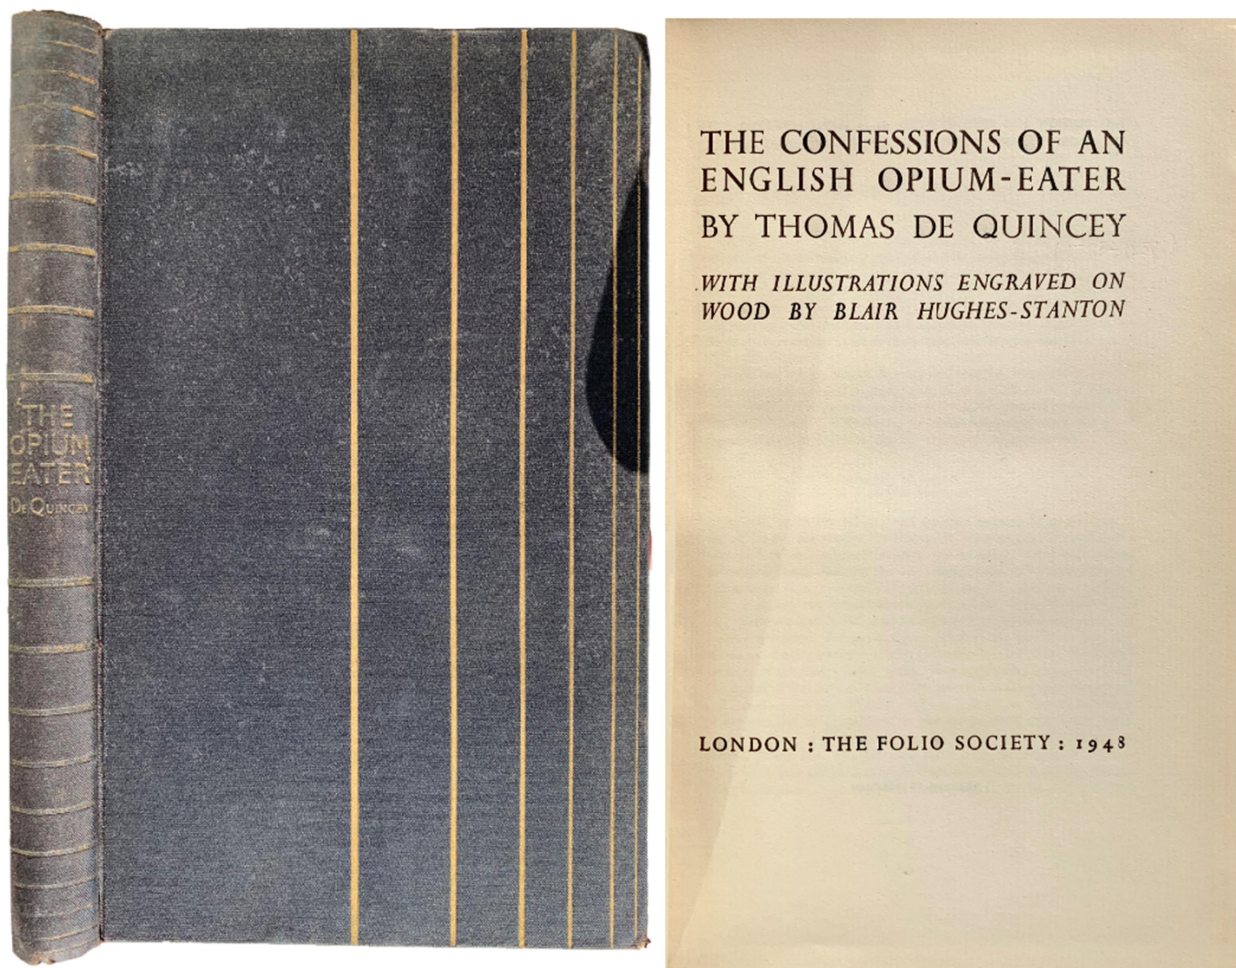 THE
OPIUM
EATER
DE QUINCEY
THE CONFESSIONS OF AN
ENGLISH OPIUM-EATER
BY THOMAS DE QUINCEY
WITH ILLUSTRATIONS ENGRAVED ON
WOOD BY BLAIR HUGHES-STANTON
LONDON : THE FOLIO SOCIETY : 1948